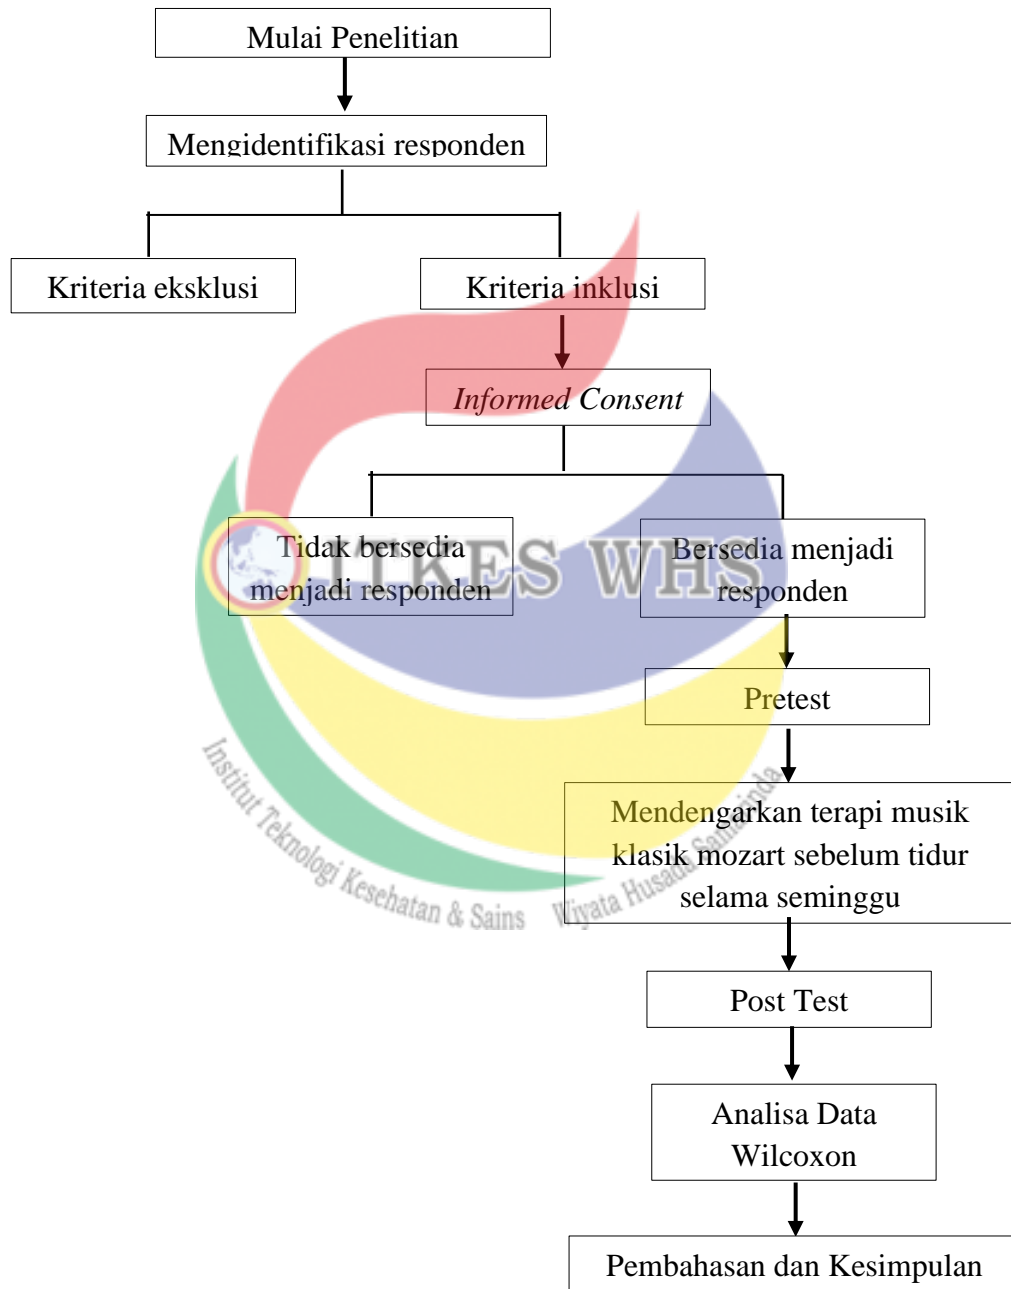 Mulai Penelitian
Mengidentifikasi responden
Kriteria eksklusi
Kriteria inklusi
Informed Consent
Tidak bersedia
menjadi responden
Bersedia menjadi
responden
ITKES WHS
Pretest
Mendengarkan terapi musik
klasik mozart sebelum tidur
selama seminggu
Institut Teknologi Kesehatan & Sains Wiyata Husada Samarinda
Post Test
Analisa Data
Wilcoxon
Pembahasan dan Kesimpulan